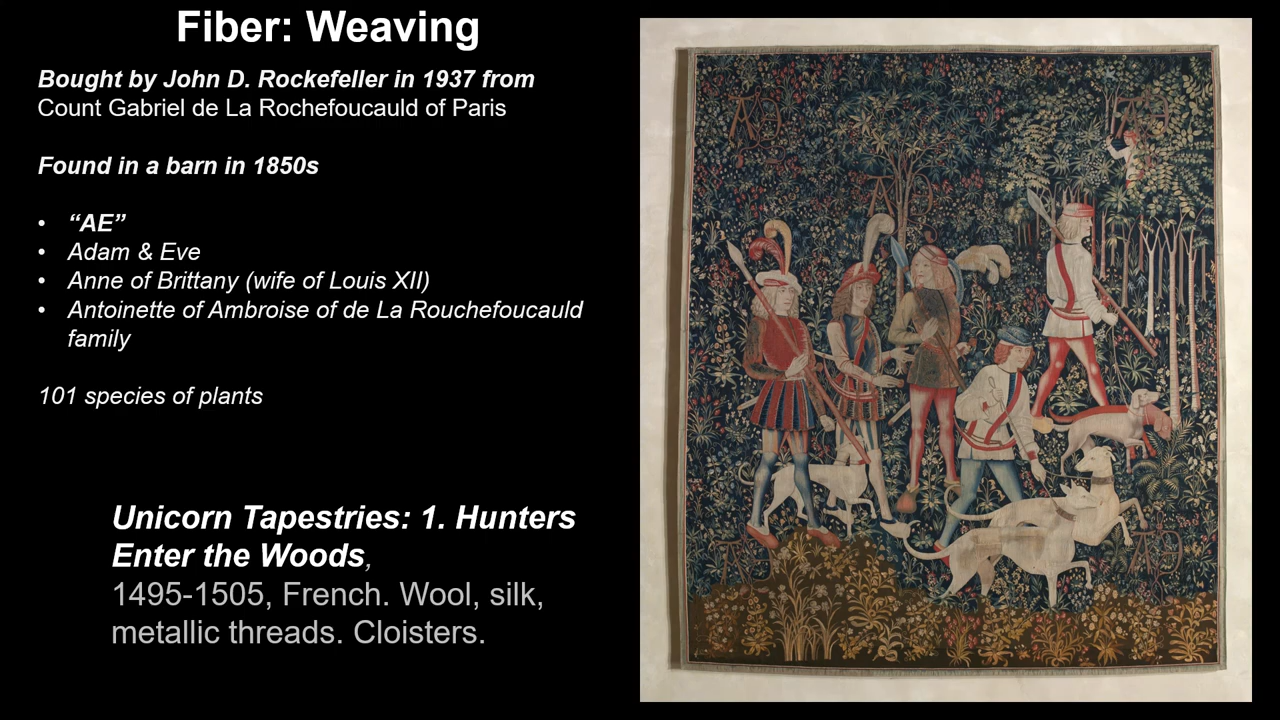 Fiber: Weaving
Bought by John D. Rockefeller in 1937 from
Count Gabriel de La Rochefoucauld of Paris
Found in a barn in 1850s
• “AE”
• Adam & Eve
• Anne of Brittany (wife of Louis XII)
• Antoinette of Ambroise of de La Rouchefoucauld
family
101 species of plants
Unicorn Tapestries: 1. Hunters
Enter the Woods,
1495-1505, French. Wool, silk,
metallic threads. Cloisters.